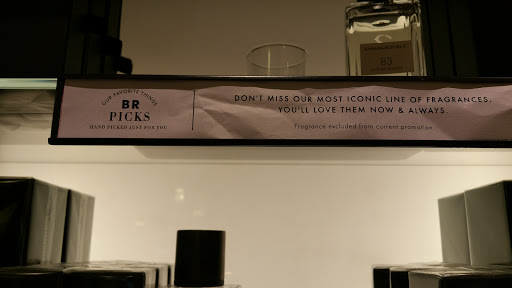 83
OUR FAVORITE THINGS
BR
PICKS
HAND PICKED JUST FOR YOU
DON'T MISS OUR MOST ICONIC LINE OF FRAGRANCES.
YOU'LL LOVE THEM NOW & ALWAYS.
Fragrance excluded from current promotion